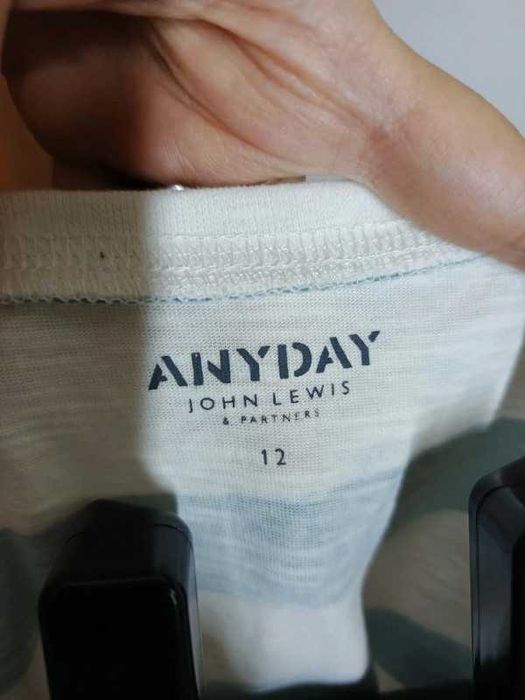 ANYDAY
JOHN LEWIS
& PARTNERS
12